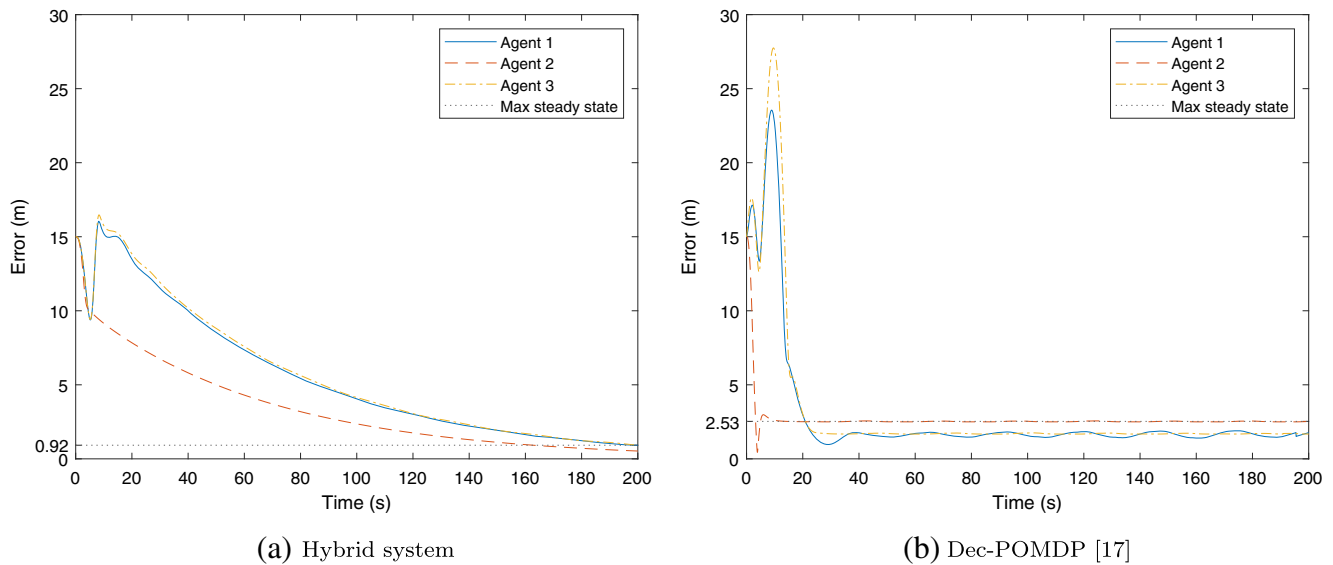 30
25
20
15
10
5
0.92
0
Error (m)
0 20 40 60 80 100 120 140 160 180 200
Time (s)
Agent 1
Agent 2
Agent 3
Max steady state
(a) Hybrid system
30
25
20
15
10
5
2.53
0
Error (m)
0 20 40 60 80 100 120 140 160 180 200
Time (s)
Agent 1
Agent 2
Agent 3
Max steady state
(b) Dec-POMDP [17]